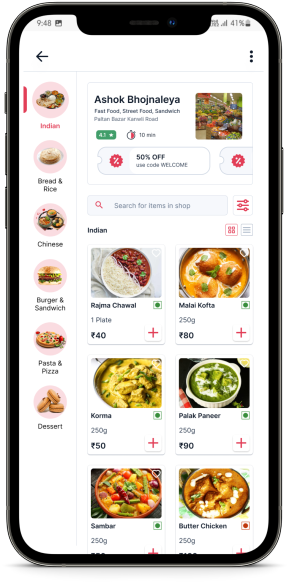 9:48
41%
Ashok Bhojnaleya
Fast Food, Street Food, Sandwich
Paltan Bazar Kanseli Road
4.1 ★
10 min
50% OFF
use code WELCOME
Search for items in shop
Indian
Indian
Bread &
Rice
Chinese
Burger &
Sandwich
Pasta &
Pizza
Dessert
Rajma Chawal
1 Plate
₹40
Malai Kofta
250g
₹80
Korma
250g
₹50
Palak Paneer
250g
₹90
Sambar
250g
Butter Chicken
250g